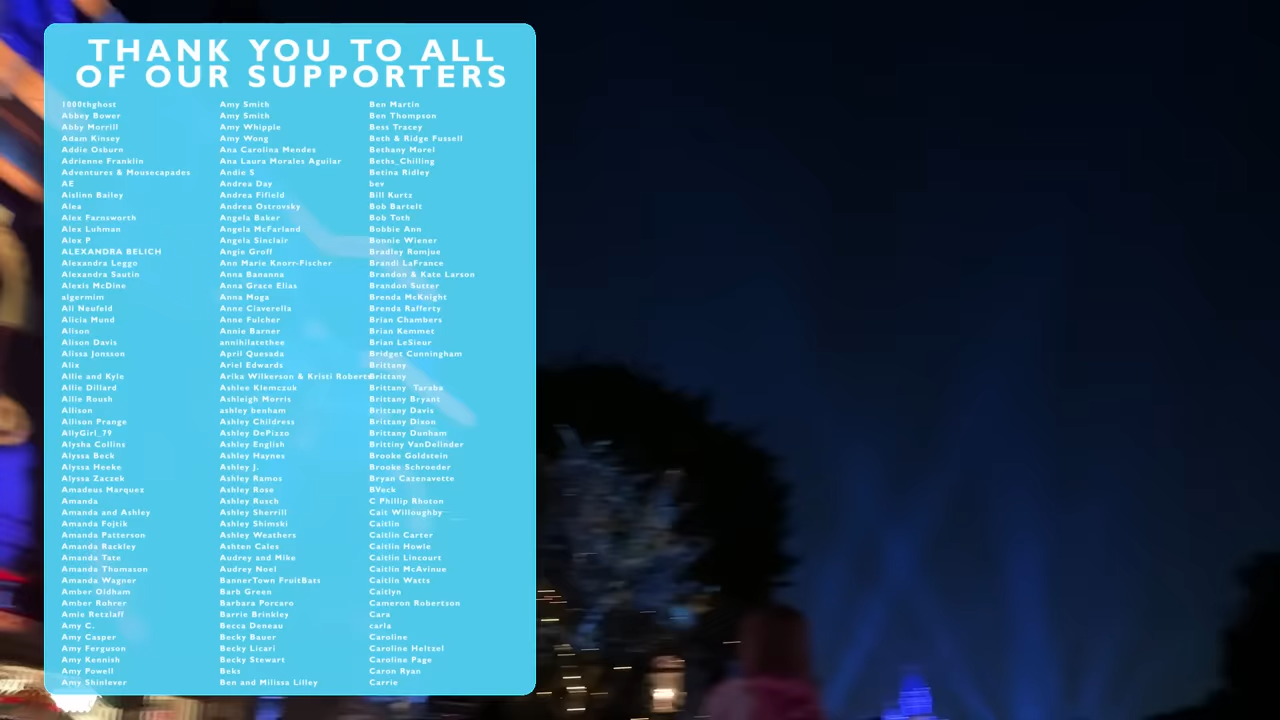 THANK YOU TO ALL
OF OUR SUPPORTERS
1000thghost
Abbey Bower
Abby Morrill
Adam Kinsey
Addie Osburn
Adrienne Franklin
Adventures & Mousecapades
AE
Aislinn Bailey
Alea
Alex Farnsworth
Alex Luhman
Alex P
ALEXANDRA BELICH
Alexandra Leggo
Alexandra Sautin
Alexis McDine
algermim
Ali Neufeld
Alicia Mund
Alison
Alison Davis
Alissa Jonsson
Alix
Allie and Kyle
Allie Dillard
Allie Roush
Allison
Allison Prange
AllyGirl_79
Alysha Collins
Alyssa Beck
Alyssa Heeke
Alyssa Zaczek
Amadeus Marquez
Amanda
Amanda and Ashley
Amanda Fojtik
Amanda Patterson
Amanda Rackley
Amanda Tate
Amanda Thomason
Amanda Wagner
Amber Oldham
Amber Rohrer
Amie Retzlaff
Amy C.
Amy Casper
Amy Ferguson
Amy Kennish
Amy Powell
Amy Shinlever
Amy Smith
Amy Smith
Amy Whipple
Amy Wong
Ana Carolina Mendes
Ana Laura Morales Aguilar
Andie S
Andrea Day
Andrea Fifield
Andrea Ostrovsky
Angela Baker
Angela McFarland
Angela Sinclair
Angie Groff
Ann Marie Knorr-Fischer
Anna Bananna
Anna Grace Elias
Anna Moga
Anne Ciaverella
Anne Fulcher
Annie Barner
annihilatethee
April Quesada
Ariel Edwards
Arika Wilkerson & Kristi Roberts
Ashlee Klemczuk
Ashleigh Morris
ashley benham
Ashley Childress
Ashley DePizzo
Ashley English
Ashley Haynes
Ashley J.
Ashley Ramos
Ashley Rose
Ashley Rusch
Ashley Sherrill
Ashley Shimski
Ashley Weathers
Ashten Cales
Audrey and Mike
Audrey Noel
BannerTown FruitBats
Barb Green
Barbara Porcaro
Barrie Brinkley
Becca Deneau
Becky Bauer
Becky Licari
Becky Stewart
Beks
Ben and Milissa Lilley
Ben Martin
Ben Thompson
Bess Tracey
Beth & Ridge Fussell
Bethany Morel
Beths_Chilling
Betina Ridley
bev
Bill Kurtz
Bob Bartelt
Bob Toth
Bobbie Ann
Bonnie Wiener
Bradley Romjue
Brandi LaFrance
Brandon & Kate Larson
Brandon Sutter
Brenda McKnight
Brenda Rafferty
Brian Chambers
Brian Kemmet
Brian LeSieur
Bridget Cunningham
Brittany
Brittany
Brittany  Taraba
Brittany Bryant
Brittany Davis
Brittany Dixon
Brittany Dunham
Brittiny VanDelinder
Brooke Goldstein
Brooke Schroeder
Bryan Cazenavette
BVeck
C Phillip Rhoton
Cait Willoughby
Caitlin
Caitlin Carter
Caitlin Howle
Caitlin Lincourt
Caitlin McAvinue
Caitlin Watts
Caitlyn
Cameron Robertson
Cara
carla
Caroline
Caroline Heltzel
Caroline Page
Caron Ryan
Carrie